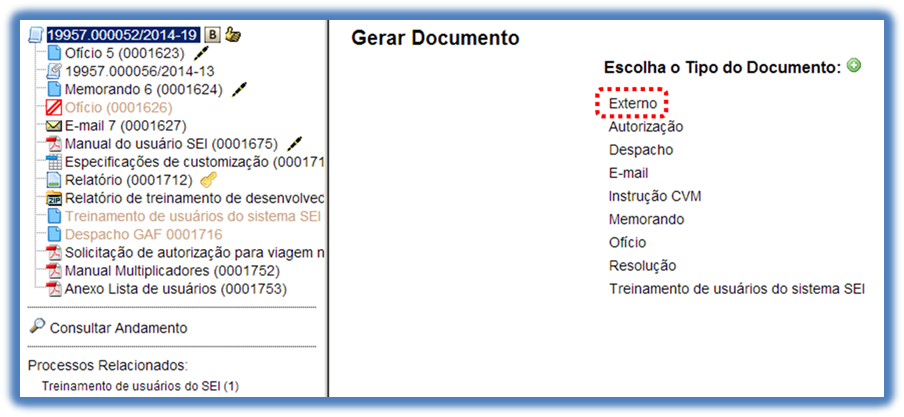 19957.000052/2014-19 B
Ofício 5 (0001623)
19957.000056/2014-13
Memorando 6 (0001624)
Ofício (0001626)
E-mail 7 (0001627)
Manual do usuário SEI (0001675)
Especificações de customização (000171
Relatório (0001712)
ZIP Relatório de treinamento de desenvolvec
Treinamento de usuários do sistema SEI
Despacho GAF 0001716
Solicitação de autorização para viagem n
Manual Multiplicadores (0001752)
Anexo Lista de usuários (0001753)
Consultar Andamento
Processos Relacionados:
Treinamento de usuários do SEI (1)
Gerar Documento
Escolha o Tipo do Documento:
Externo
Autorização
Despacho
E-mail
Instrução CVM
Memorando
Ofício
Resolução
Treinamento de usuários do sistema SEI